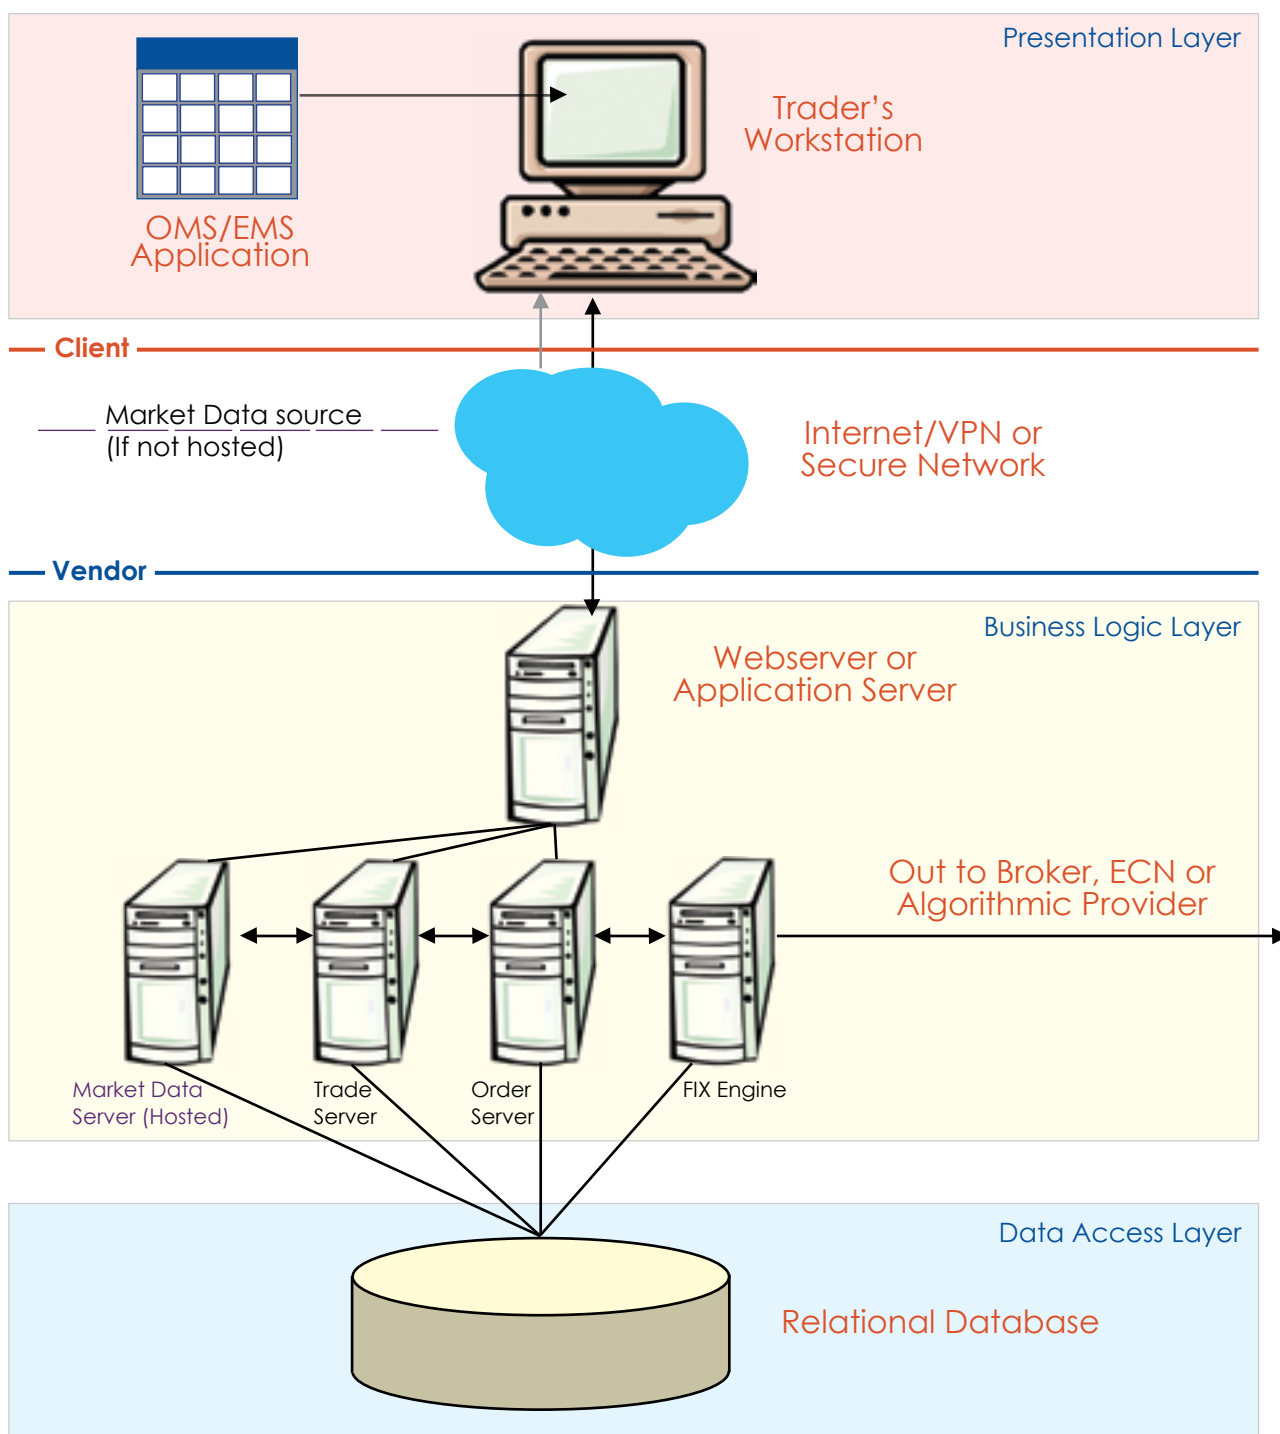 Presentation Layer
Trader’s
Workstation
OMS/EMS
Application
Client
Market Data source
(If not hosted)
Internet/VPN or
Secure Network
Vendor
Business Logic Layer
Webserver or
Application Server
Out to Broker, ECN or
Algorithmic Provider
Market Data
Server (Hosted)
Trade
Server
Order
Server
FIX Engine
Data Access Layer
Relational Database